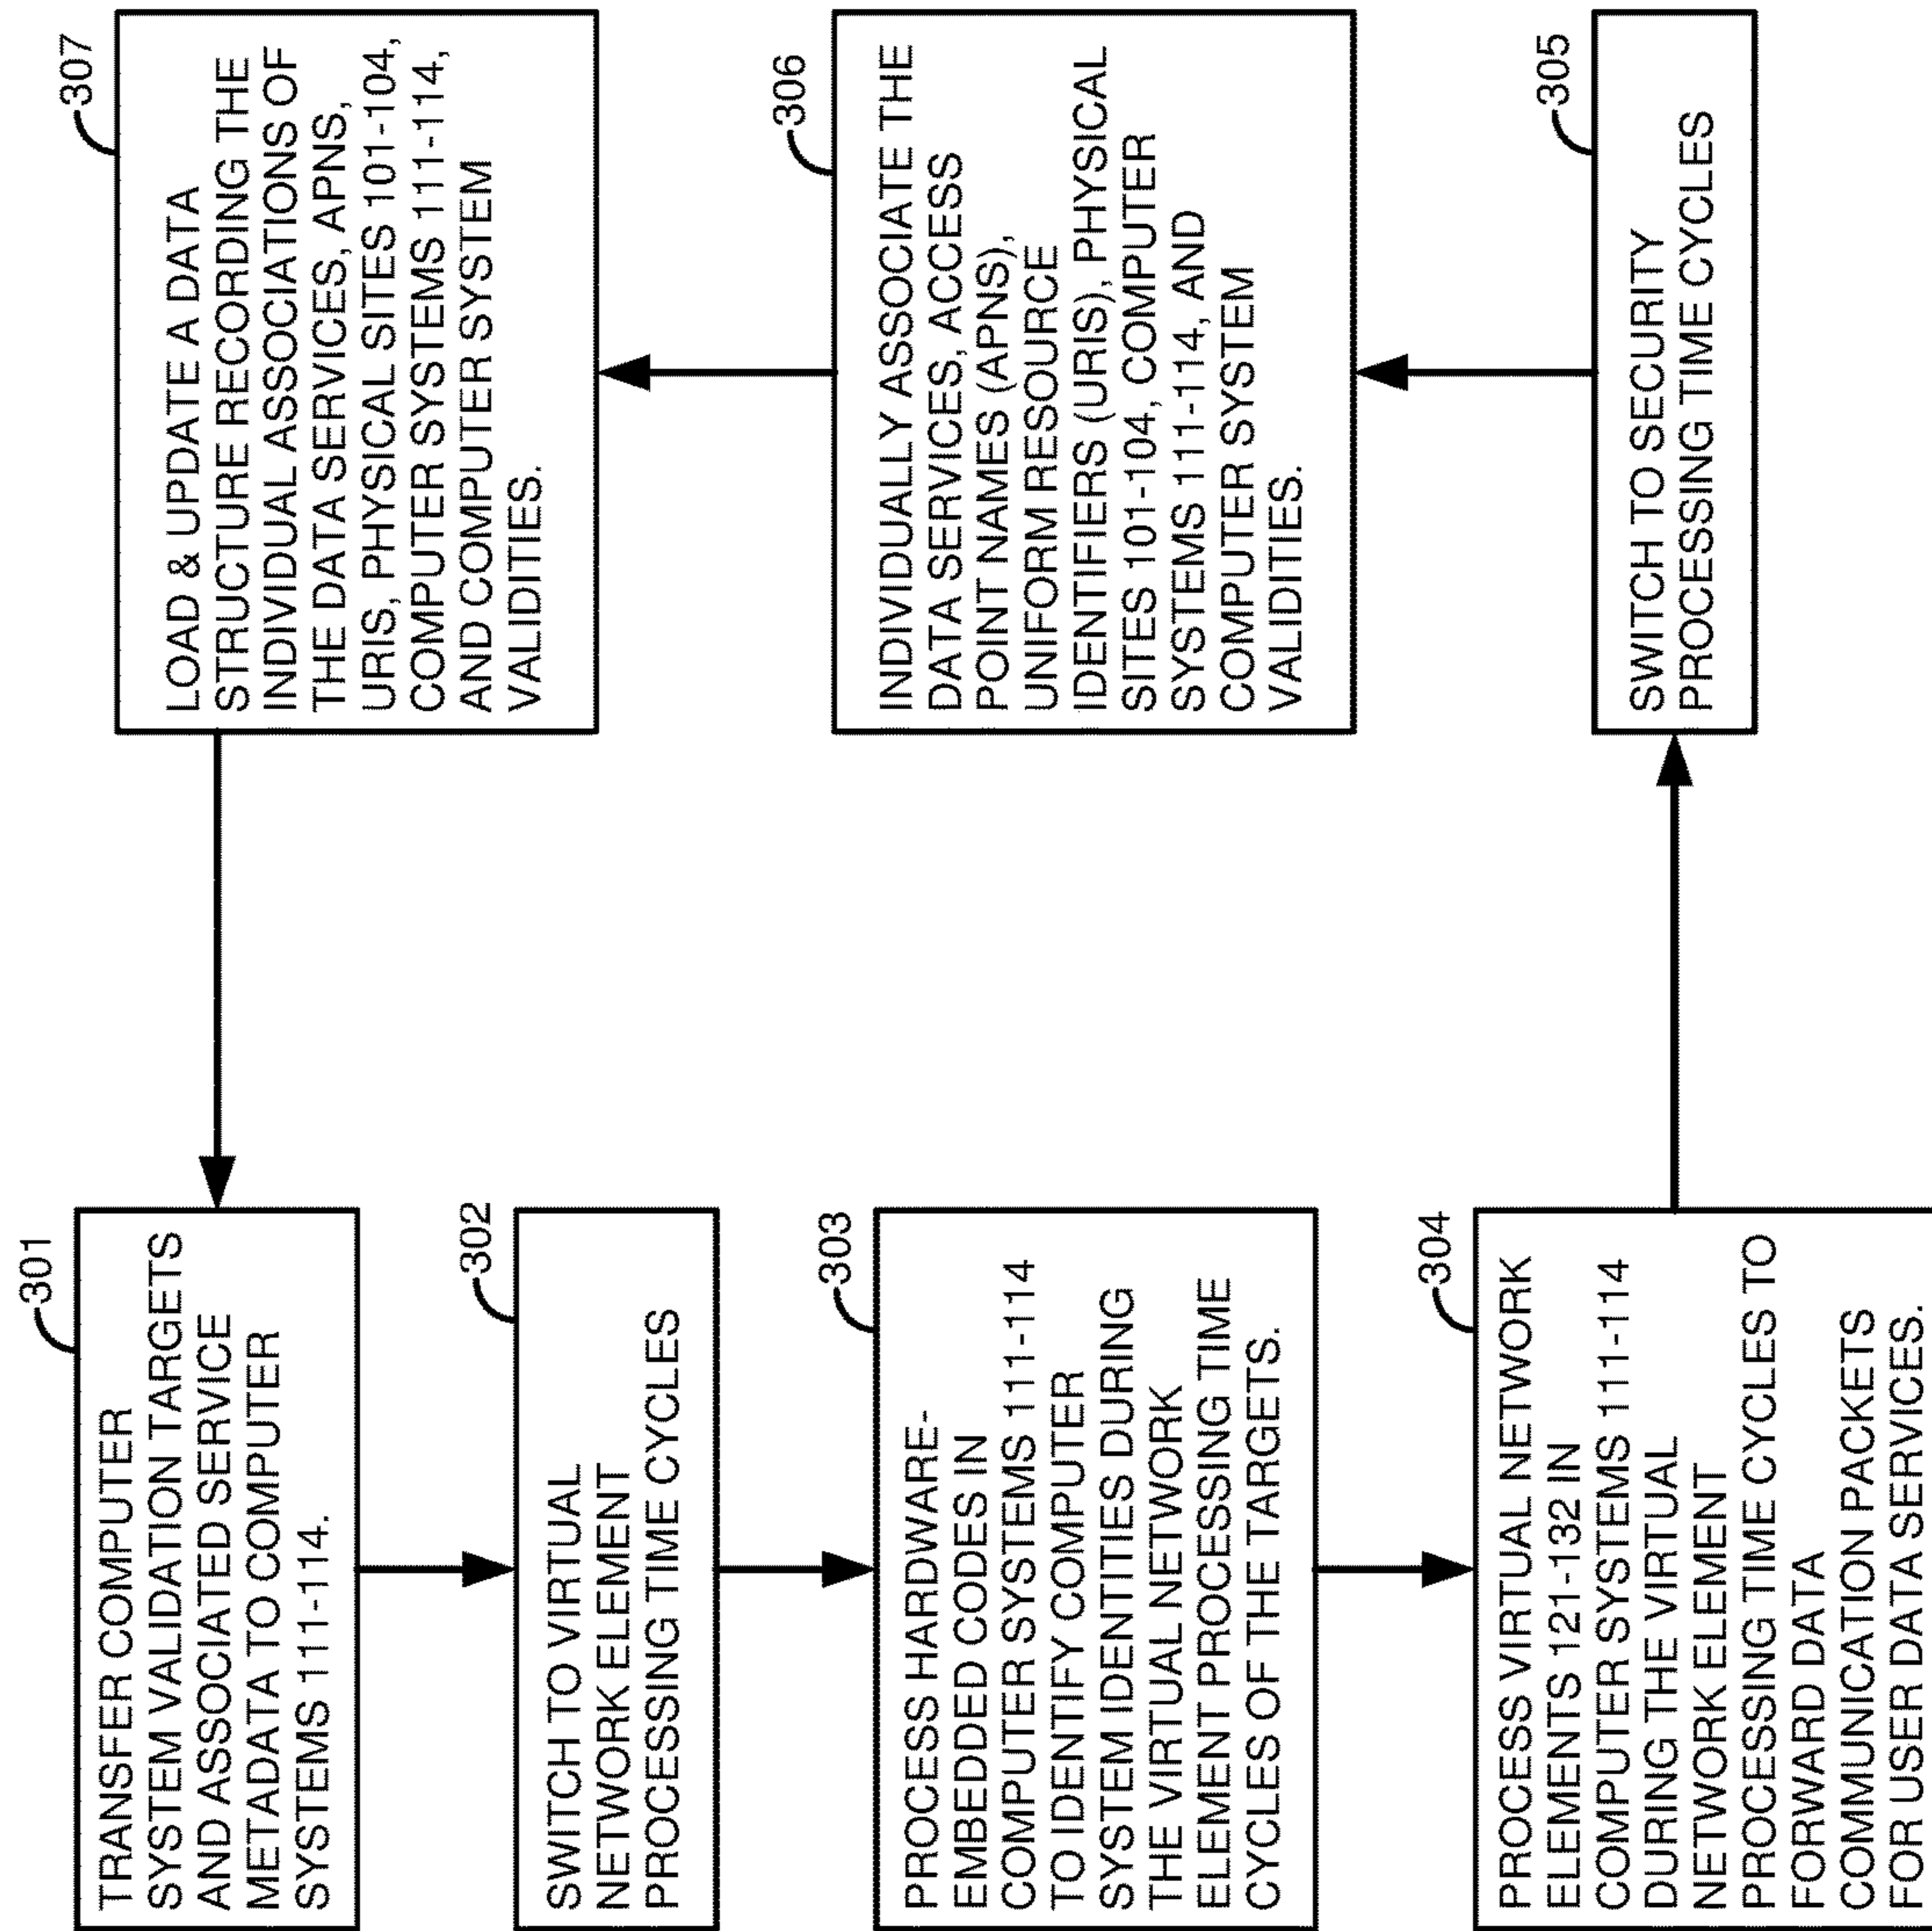 301
TRANSFER COMPUTER
SYSTEM VALIDATION TARGETS
AND ASSOCIATED SERVICE
METADATA TO COMPUTER
SYSTEMS 111-114.
302
SWITCH TO VIRTUAL
NETWORK ELEMENT
PROCESSING TIME CYCLES
303
PROCESS HARDWARE-
EMBEDDED CODES IN
COMPUTER SYSTEMS 111-114
TO IDENTIFY COMPUTER
SYSTEM IDENTITIES DURING
THE VIRTUAL NETWORK
ELEMENT PROCESSING TIME
CYCLES OF THE TARGETS.
304
PROCESS VIRTUAL NETWORK
ELEMENTS 121-132 IN
COMPUTER SYSTEMS 111-114
DURING THE VIRTUAL
NETWORK ELEMENT
PROCESSING TIME CYCLES TO
FORWARD DATA
COMMUNICATION PACKETS
FOR USER DATA SERVICES.
305
SWITCH TO SECURITY
PROCESSING TIME CYCLES
306
INDIVIDUALLY ASSOCIATE THE
DATA SERVICES, ACCESS
POINT NAMES (APNS),
UNIFORM RESOURCE
IDENTIFIERS (URIS), PHYSICAL
SITES 101-104, COMPUTER
SYSTEMS 111-114, AND
COMPUTER SYSTEM
VALIDITIES.
307
LOAD & UPDATE A DATA
STRUCTURE RECORDING THE
INDIVIDUAL ASSOCIATIONS OF
THE DATA SERVICES, APNS,
URIS, PHYSICAL SITES 101-104,
COMPUTER SYSTEMS 111-114,
AND COMPUTER SYSTEM
VALIDITIES.